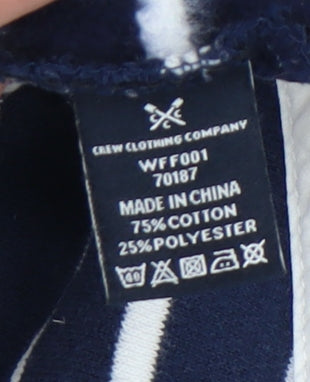 CREW CLOTHING COMPANY
WFF001
70187
MADE IN CHINA
75% COTTON
25% POLYESTER
40